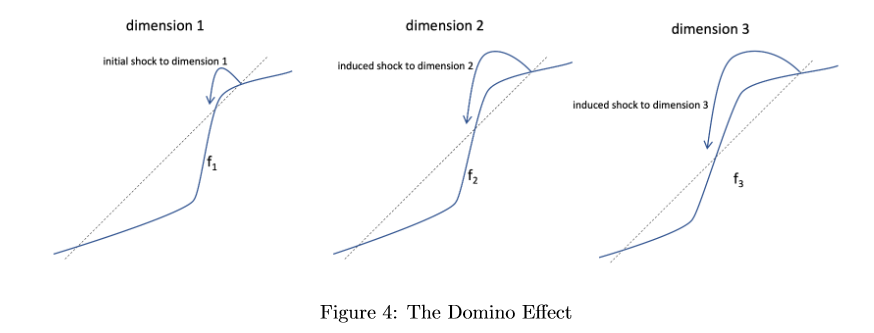 dimension 1
initial shock to dimension 1
f₁
dimension 2
induced shock to dimension 2
f₂
dimension 3
induced shock to dimension 3
f₃
Figure 4: The Domino Effect